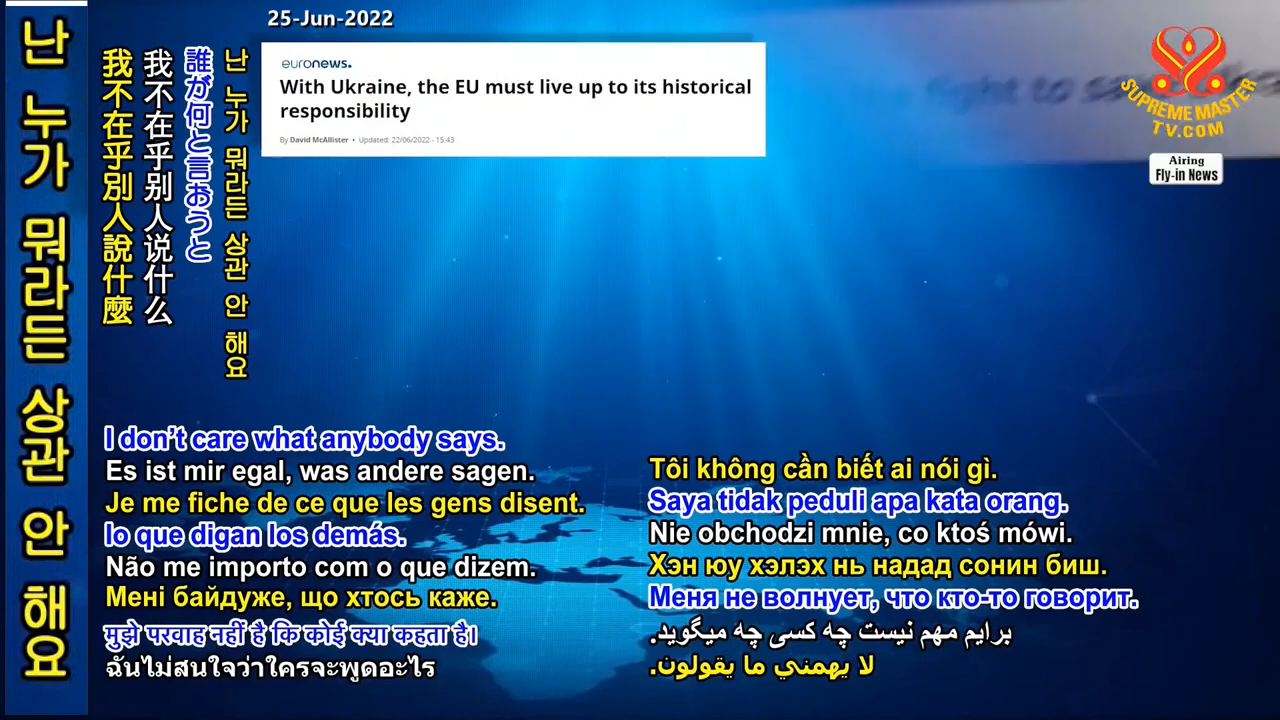 25-Jun-2022
euronews.
With Ukraine, the EU must live up to its historical
responsibility
By David McAllister • Updated: 22/06/2022 - 15:43
SUPREME MASTER
TV.COM
Airing
Fly-in News
난 누가 뭐라든 상관 안 해요
我不在乎別人說什麼
我不在乎别人说什么
誰が何と言おうと
난 누가 뭐라든 상관 안 해요
I don't care what anybody says.
Es ist mir egal, was andere sagen.
Je me fiche de ce que les gens disent.
lo que digan los demás.
Não me importo com o que dizem.
Мені байдуже, що хтось каже.
मुझे परवाह नहीं है कि कोई क्या कहता है।
ฉันไม่สนใจว่าใครจะพูดอะไร
Tôi không cần biết ai nói gì.
Saya tidak peduli apa kata orang.
Nie obchodzi mnie, co ktoś mówi.
Хэн юу хэлэх нь надад сонин биш.
Меня не волнует, что кто-то говорит.
برایم مهم نیست چه کسی چه میگوید.
لا يهمني ما يقولون.